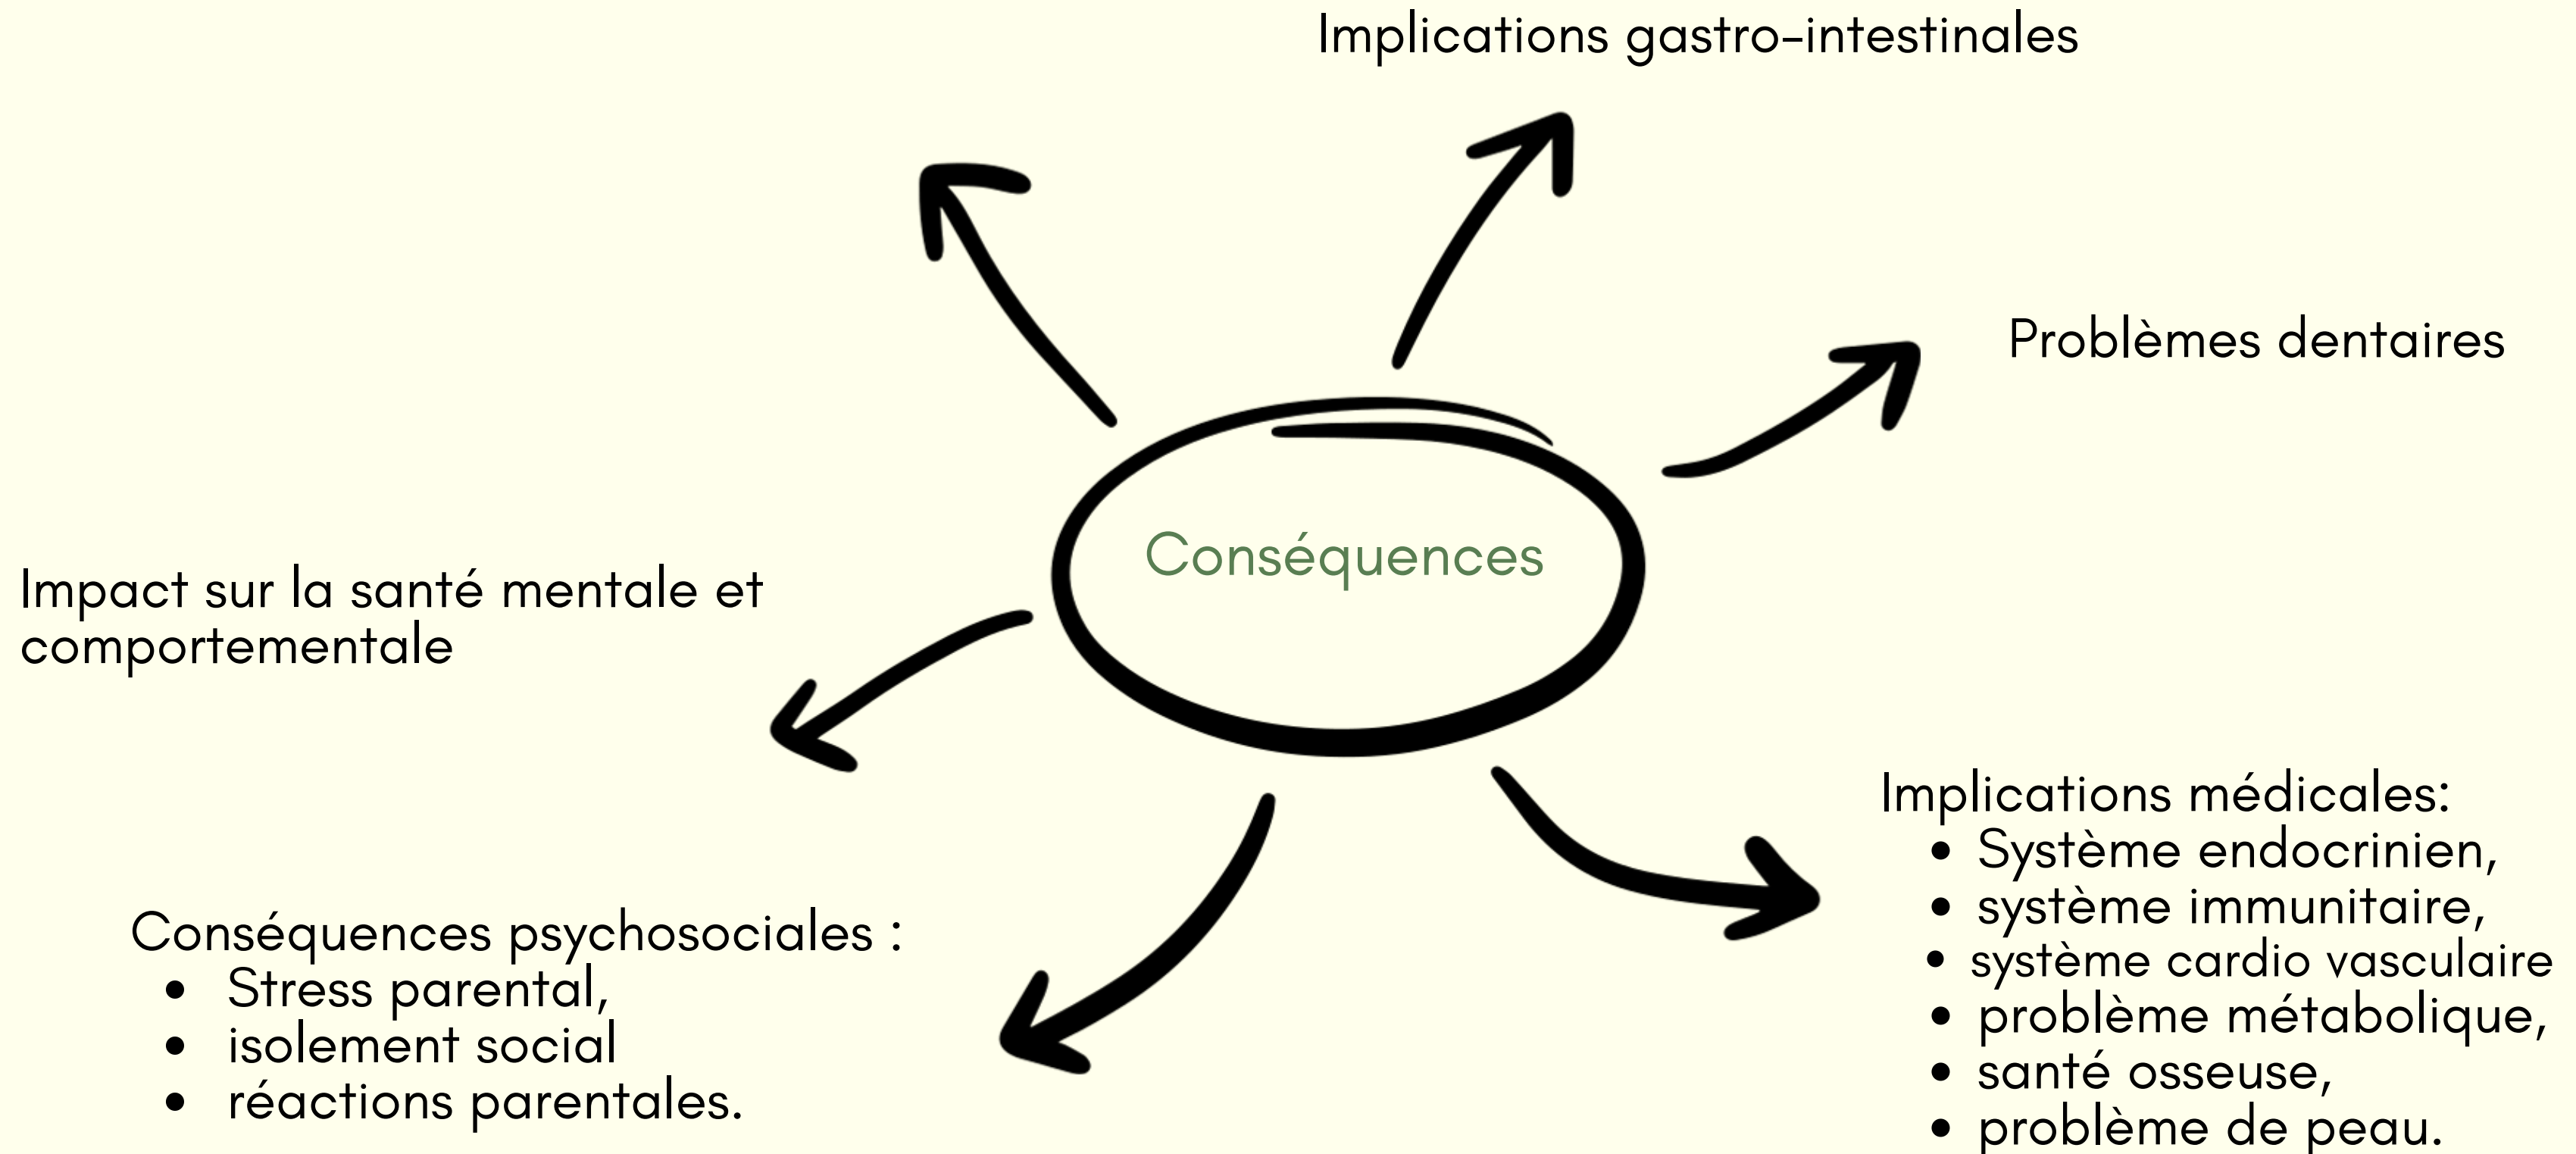 Implications gastro-intestinales
Problèmes dentaires
Conséquences
Impact sur la santé mentale et
comportementale
Implications médicales:
• Système endocrinien,
• système immunitaire,
• système cardio vasculaire
• problème métabolique,
• santé osseuse,
• problème de peau.
Conséquences psychosociales :
• Stress parental,
• isolement social
• réactions parentales.